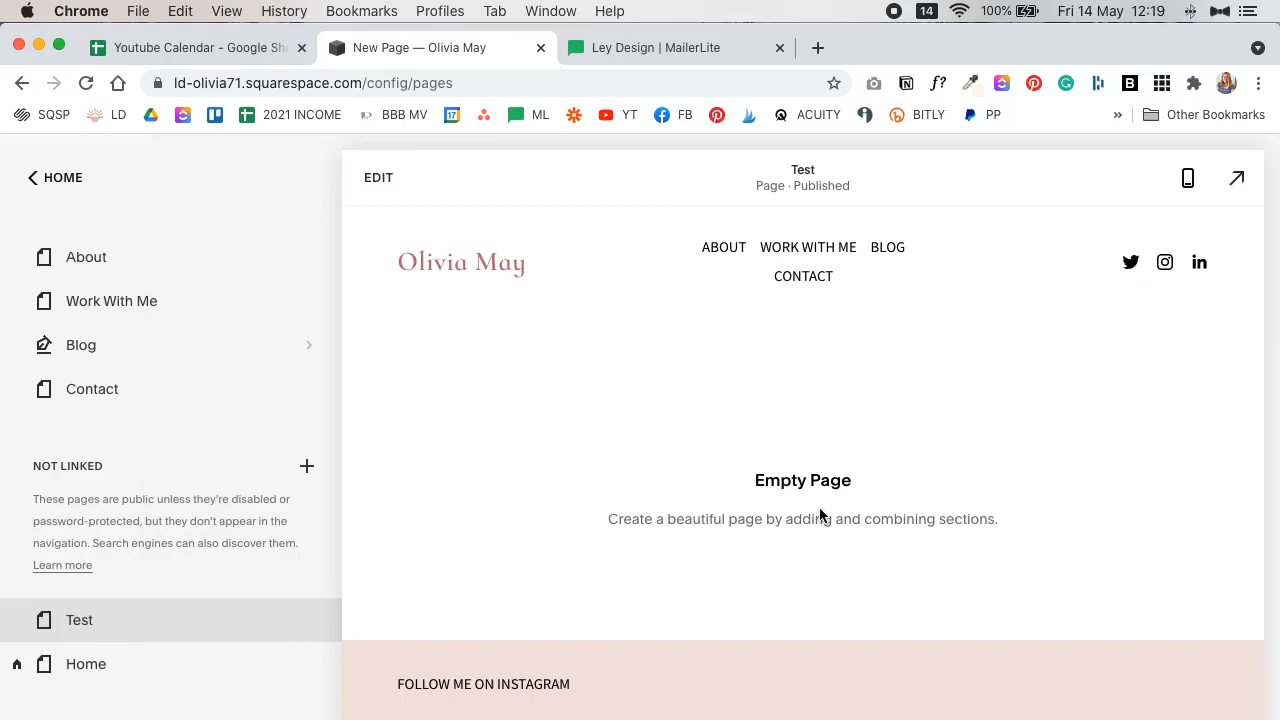 Chrome File Edit View History Bookmarks Profiles Tab Window Help 14 100% Fri 14 May 12:19
Youtube Calendar - Google She New Page — Olivia May Ley Design | MailerLite
ld-olivia71.squarespace.com/config/pages f? B
SQSP LD 2021 INCOME BBB MV 17 ML YT FB ACUITY BITLY PP » Other Bookmarks
HOME
About
Work With Me
Blog
Contact
NOT LINKED
These pages are public unless they're disabled or
password-protected, but they don't appear in the
navigation. Search engines can also discover them.
Learn more
Test
Home
EDIT
Test
Page · Published
Olivia May
ABOUT WORK WITH ME BLOG
CONTACT
Empty Page
Create a beautiful page by adding and combining sections.
FOLLOW ME ON INSTAGRAM